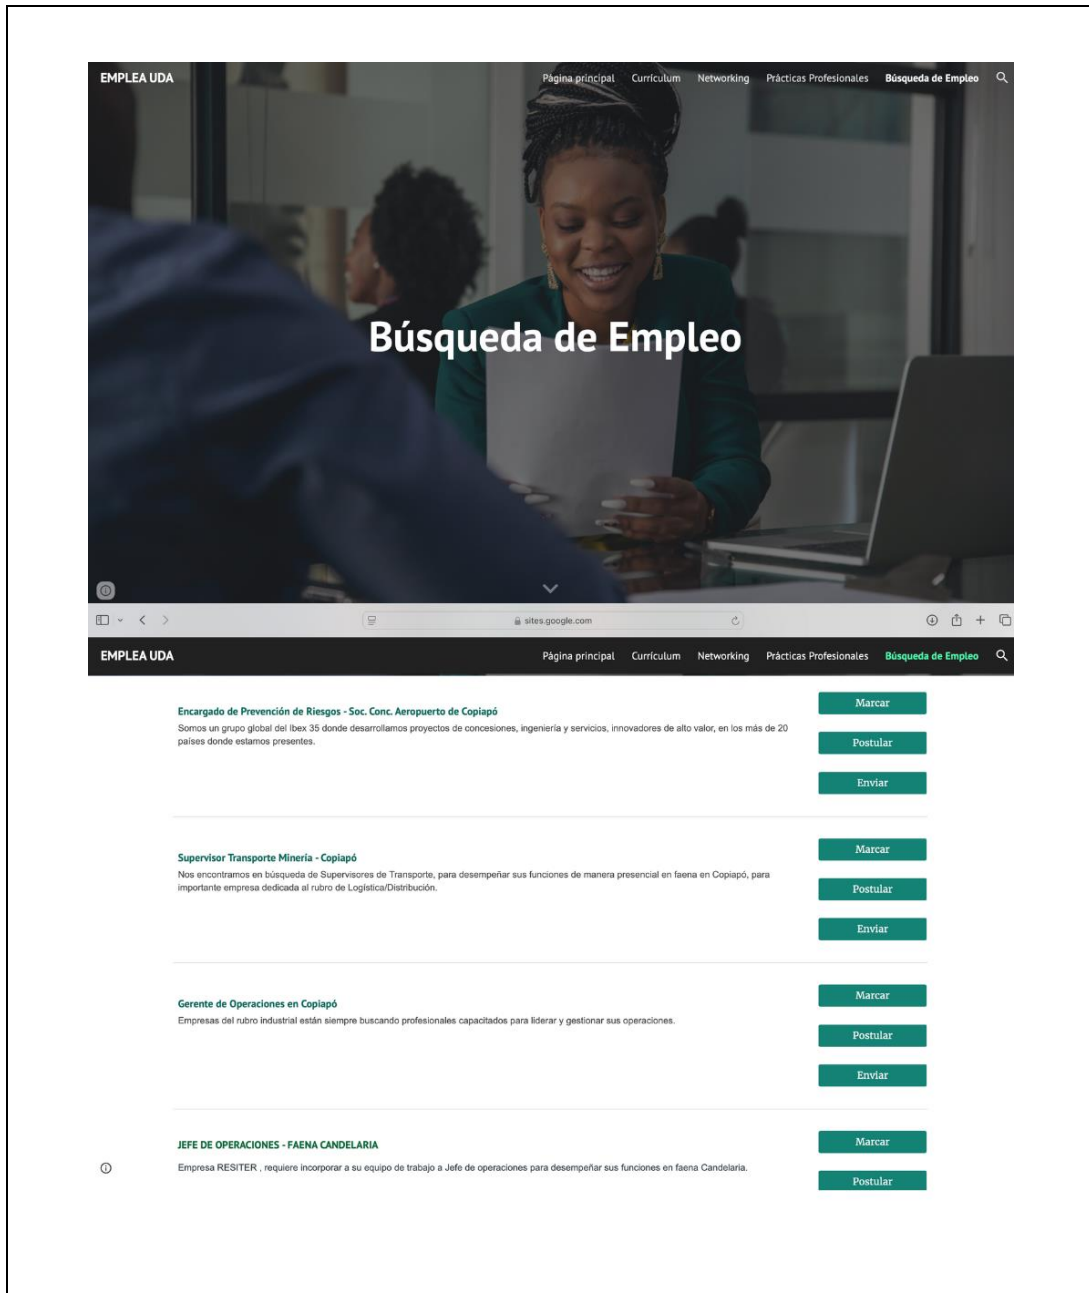 EMPLEA UDA
Página principal Currículum Networking Prácticas Profesionales Búsqueda de Empleo
Búsqueda de Empleo
sites.google.com
EMPLEA UDA
Página principal Currículum Networking Prácticas Profesionales Búsqueda de Empleo
Encargado de Prevención de Riesgos - Soc. Conc. Aeropuerto de Copiapó
Somos un grupo global del Ibex 35 donde desarrollamos proyectos de concesiones, ingeniería y servicios, innovadores de alto valor, en los más de 20
países donde estamos presentes.
Marcar
Postular
Enviar
Supervisor Transporte Minería - Copiapó
Nos encontramos en búsqueda de Supervisores de Transporte, para desempeñar sus funciones de manera presencial en faena en Copiapó, para
importante empresa dedicada al rubro de Logística/Distribución.
Marcar
Postular
Enviar
Gerente de Operaciones en Copiapó
Empresas del rubro industrial están siempre buscando profesionales capacitados para liderar y gestionar sus operaciones.
Marcar
Postular
Enviar
JEFE DE OPERACIONES - FAENA CANDELARIA
Empresa RESITER , requiere incorporar a su equipo de trabajo a Jefe de operaciones para desempeñar sus funciones en faena Candelaria.
Marcar
Postular